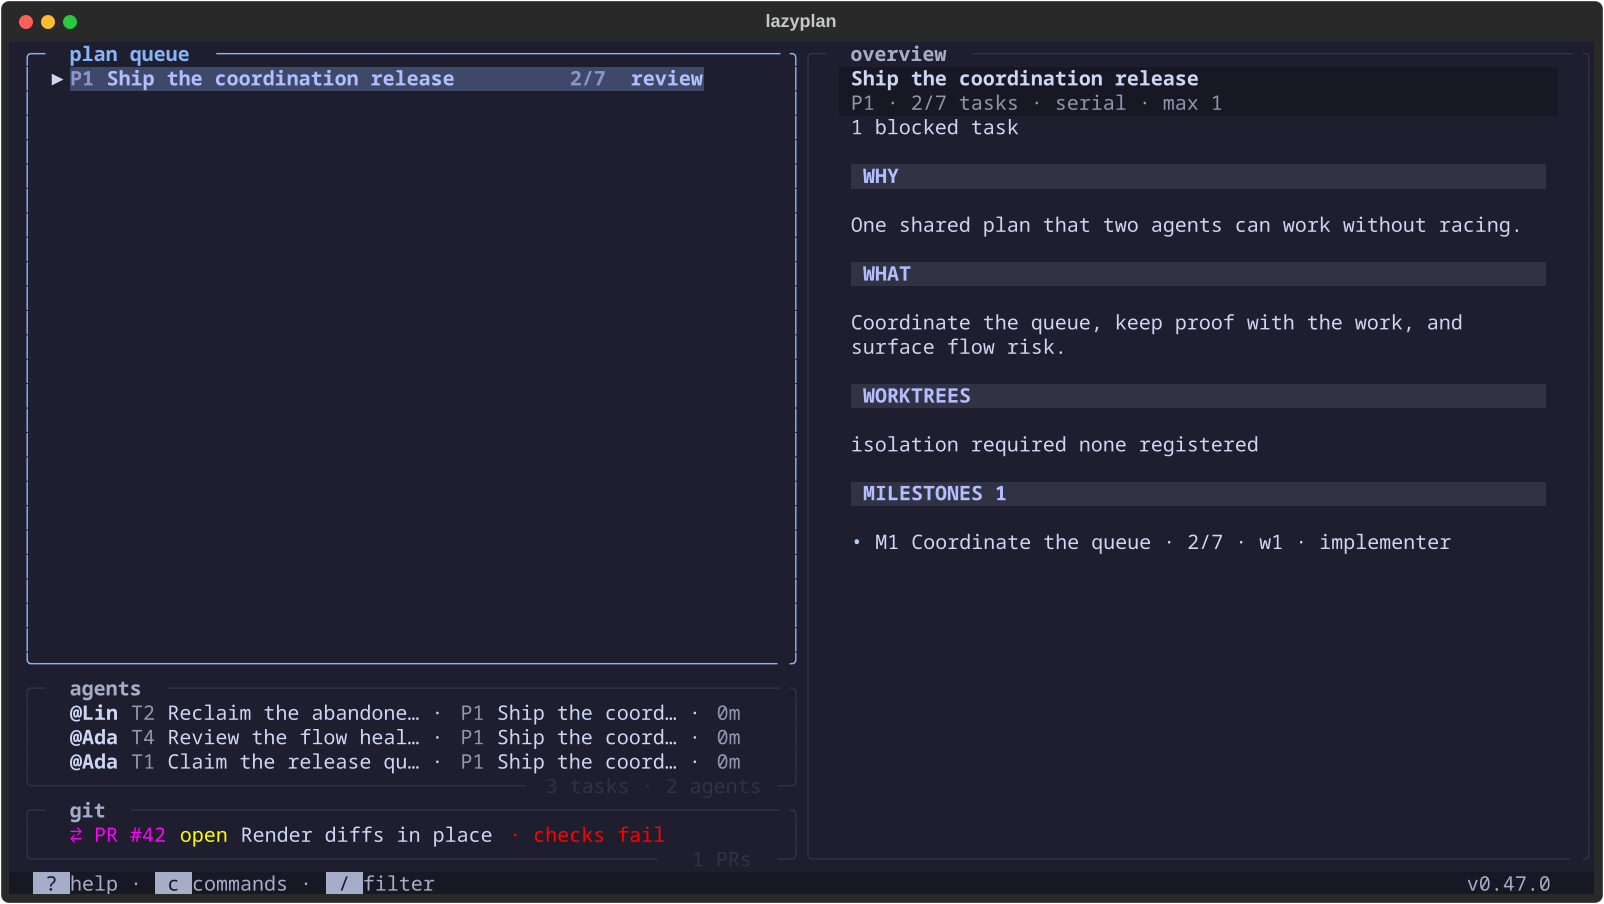 lazyplan
plan queue
▶ P1 Ship the coordination release 2/7 review
agents
@Lin T2 Reclaim the abandone… · P1 Ship the coord… · 0m
@Ada T4 Review the flow heal… · P1 Ship the coord… · 0m
@Ada T1 Claim the release qu… · P1 Ship the coord… · 0m
3 tasks · 2 agents
git
⇄ PR #42 open Render diffs in place · checks fail
1 PRs
overview
Ship the coordination release
P1 · 2/7 tasks · serial · max 1
1 blocked task
WHY
One shared plan that two agents can work without racing.
WHAT
Coordinate the queue, keep proof with the work, and
surface flow risk.
WORKTREES
isolation required none registered
MILESTONES 1
• M1 Coordinate the queue · 2/7 · w1 · implementer
? help · c commands · / filter
v0.47.0